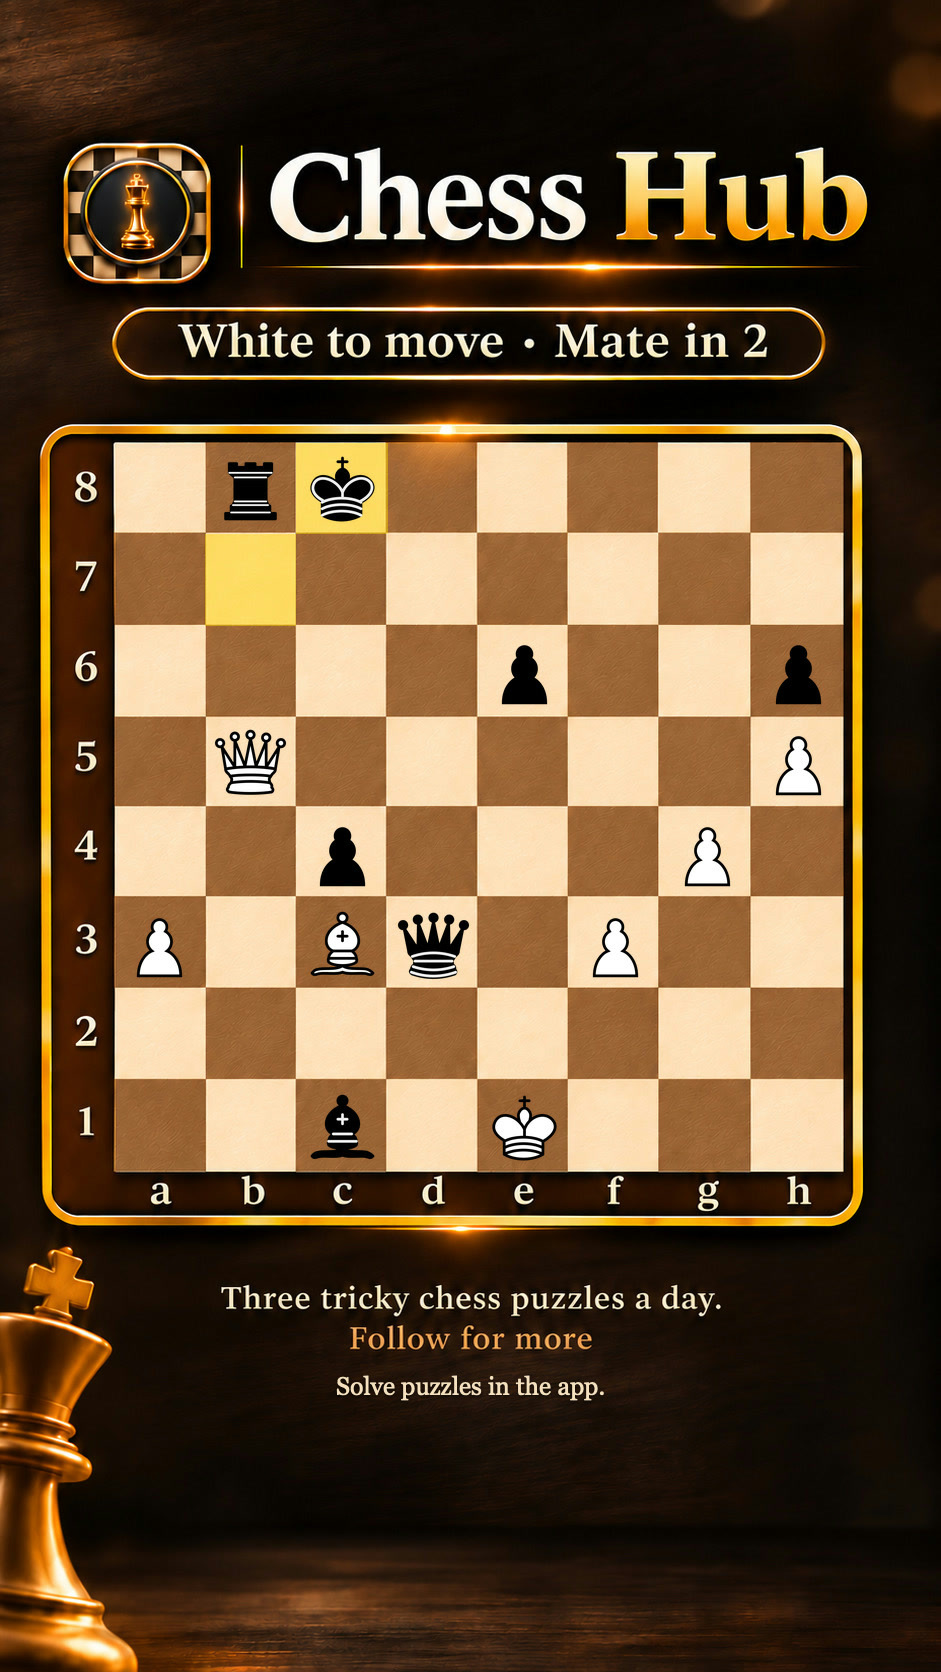 Chess Hub
White to move • Mate in 2
8
7
6
5
4
3
2
1
a b c d e f g h
Three tricky chess puzzles a day.
Follow for more
Solve puzzles in the app.